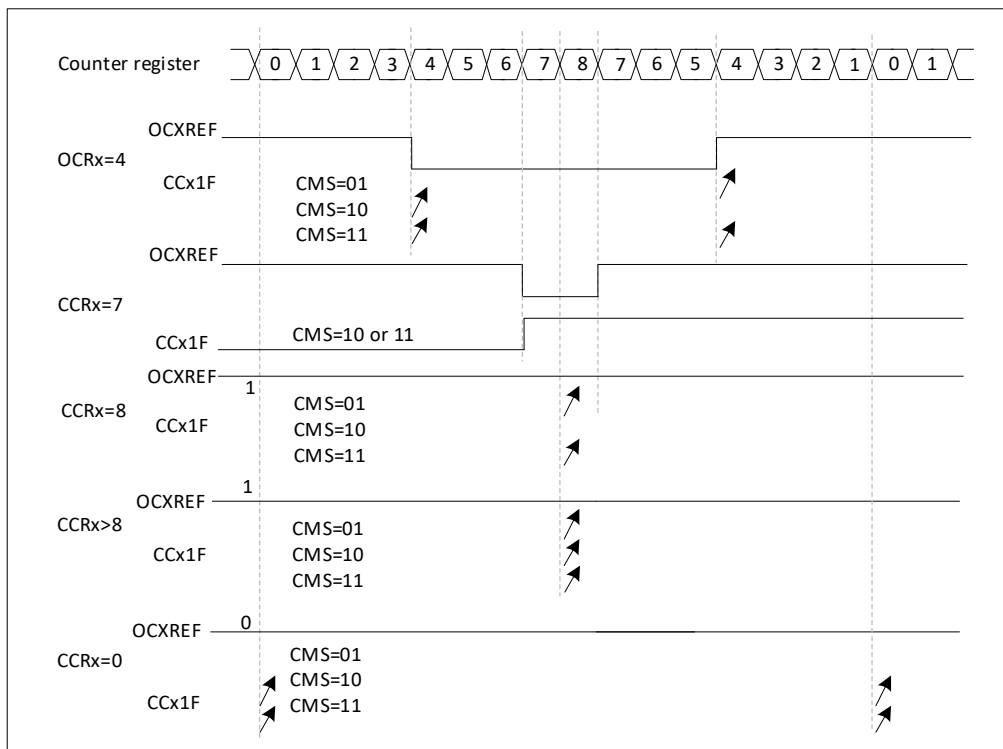 Counter register 0 1 2 3 4 5 6 7 8 7 6 5 4 3 2 1 0 1
OCXREF
OCRx=4
CCx1F
CMS=01
CMS=10
CMS=11
OCXREF
CCRx=7
CCx1F
CMS=10 or 11
OCXREF
1
CCRx=8
CCx1F
CMS=01
CMS=10
CMS=11
OCXREF
1
CCRx>8
CCx1F
CMS=01
CMS=10
CMS=11
OCXREF
0
CCRx=0
CCx1F
CMS=01
CMS=10
CMS=11